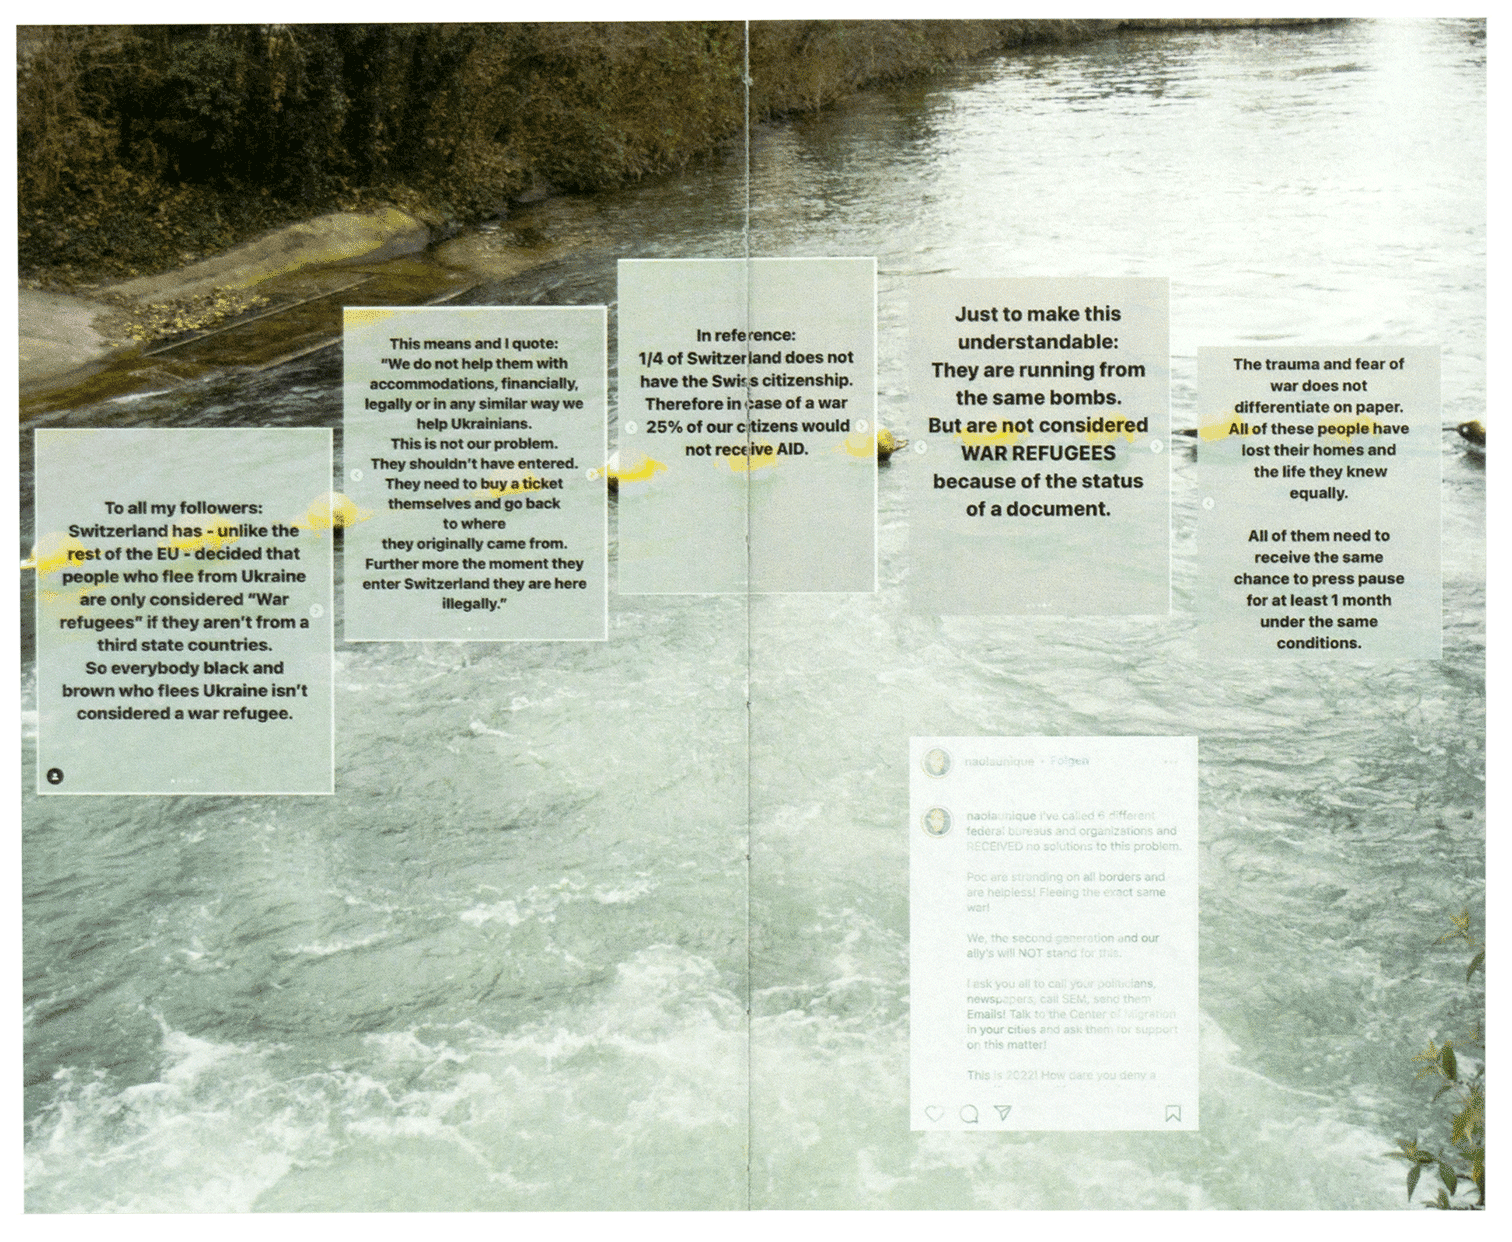 To all my followers:
Switzerland has - unlike the
rest of the EU - decided that
people who flee from Ukraine
are only considered "War
refugees" if they aren't from a
third state countries.
So everybody black and
brown who flees Ukraine isn't
considered a war refugee.
This means and I quote:
"We do not help them with
accommodations, financially,
legally or in any similar way we
help Ukrainians.
This is not our problem.
They shouldn't have entered.
They need to buy a ticket
themselves and go back
to where
they originally came from.
Further more the moment they
enter Switzerland they are here
illegally."
In reference:
1/4 of Switzerland does not
have the Swiss citizenship.
Therefore in case of a war
25% of our citizens would
not receive AID.
Just to make this
understandable:
They are running from
the same bombs.
But are not considered
WAR REFUGEES
because of the status
of a document.
The trauma and fear of
war does not
differentiate on paper.
All of these people have
lost their homes and
the life they knew
equally.
All of them need to
receive the same
chance to press pause
for at least 1 month
under the same
conditions.
naolaunique • Folgen
naolaunique I've called 6 different
federal bureaus and organizations and
RECEIVED no solutions to this problem.
Poc are stranding on all borders and
are helpless! Fleeing the exact same
war!
We, the second generation and our
ally's will NOT stand for this.
I ask you all to call your politicians,
newspapers, call SEM, send them
Emails! Talk to the Center of Migration
in your cities and ask them for support
on this matter!
This is 2022! How dare you deny a